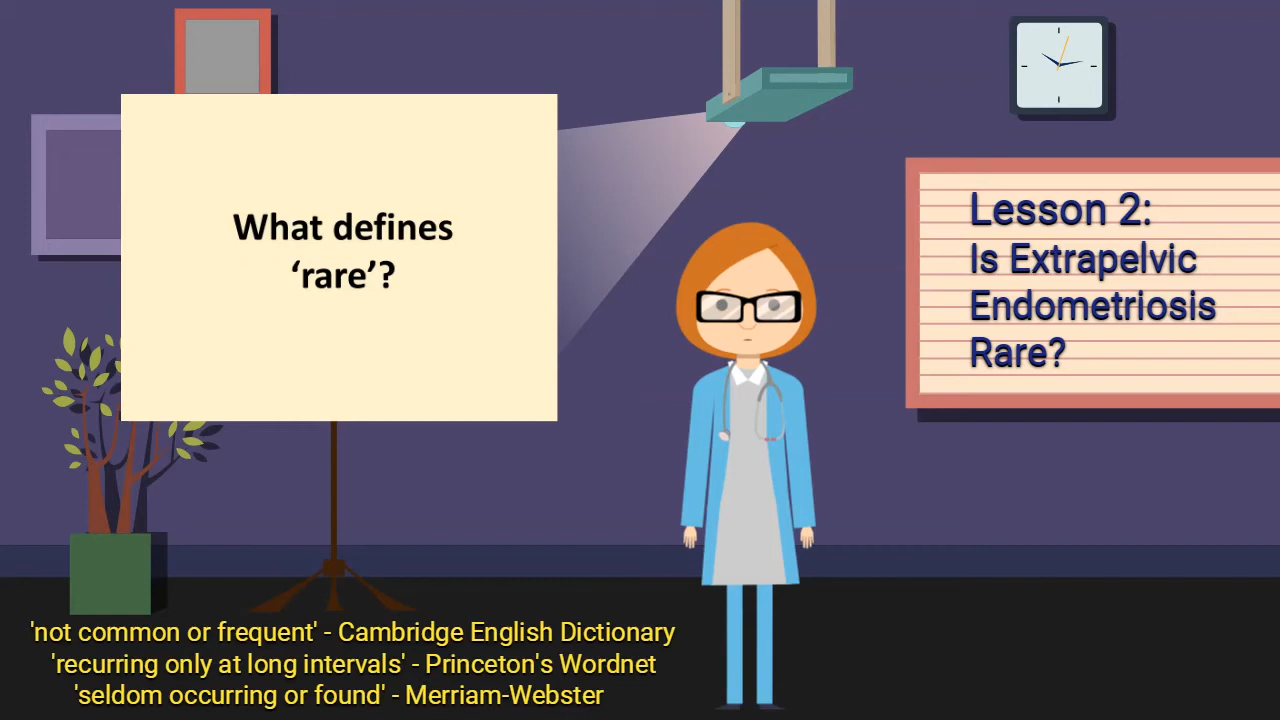 What defines
‘rare’?
Lesson 2:
Is Extrapelvic
Endometriosis
Rare?
'not common or frequent' - Cambridge English Dictionary
'recurring only at long intervals' - Princeton's Wordnet
'seldom occurring or found' - Merriam-Webster